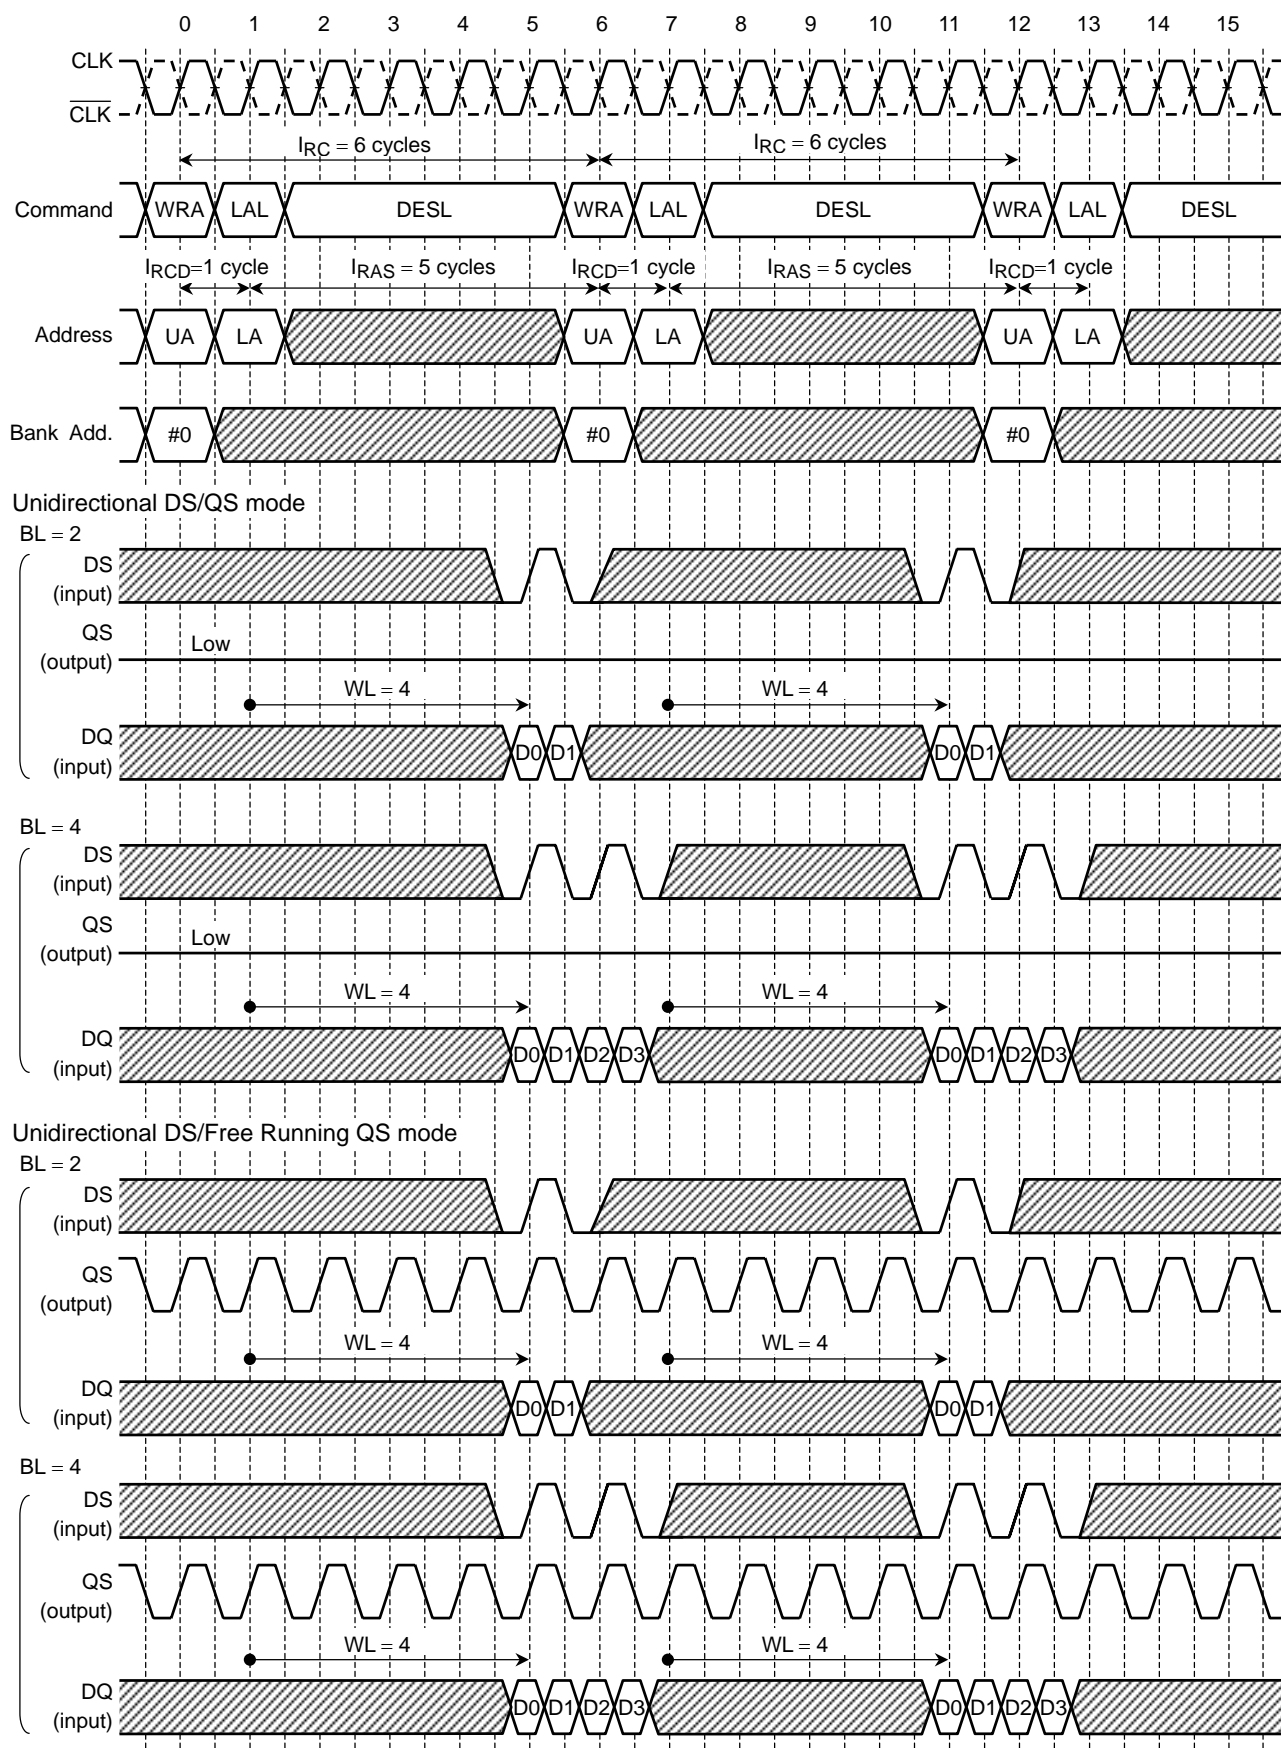 0 1 2 3 4 5 6 7 8 9 10 11 12 13 14 15
CLK
CLK
IRC = 6 cycles IRC = 6 cycles
Command WRA LAL DESL WRA LAL DESL WRA LAL DESL
IRCD=1 cycle IRAS = 5 cycles IRCD=1 cycle IRAS = 5 cycles IRCD=1 cycle
Address UA LA UA LA UA LA
Bank Add. #0 #0 #0
Unidirectional DS/QS mode
BL = 2
DS
(input)
QS
(output) Low
WL = 4 WL = 4
DQ
(input) D0 D1 D0 D1
BL = 4
DS
(input)
QS
(output) Low
WL = 4 WL = 4
DQ
(input) D0 D1 D2 D3 D0 D1 D2 D3
Unidirectional DS/Free Running QS mode
BL = 2
DS
(input)
QS
(output)
WL = 4 WL = 4
DQ
(input) D0 D1 D0 D1
BL = 4
DS
(input)
QS
(output)
WL = 4 WL = 4
DQ
(input) D0 D1 D2 D3 D0 D1 D2 D3